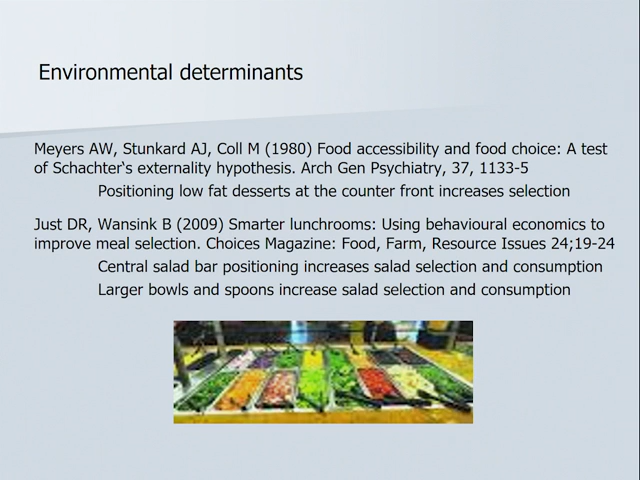 Environmental determinants
Meyers AW, Stunkard AJ, Coll M (1980) Food accessibility and food choice: A test
of Schachter‛s externality hypothesis. Arch Gen Psychiatry, 37, 1133-5
Positioning low fat desserts at the counter front increases selection
Just DR, Wansink B (2009) Smarter lunchrooms: Using behavioural economics to
improve meal selection. Choices Magazine: Food, Farm, Resource Issues 24;19-24
Central salad bar positioning increases salad selection and consumption
Larger bowls and spoons increase salad selection and consumption